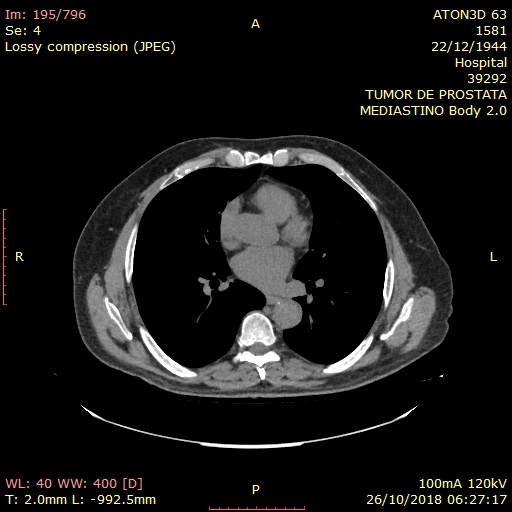 Im: 195/796
Se: 4
Lossy compression (JPEG)
A
ATON3D 63
1581
22/12/1944
Hospital
39292
TUMOR DE PROSTATA
MEDIASTINO Body 2.0
R
L
WL: 40 WW: 400 [D]
T: 2.0mm L: -992.5mm
P
100mA 120kV
26/10/2018 06:27:17